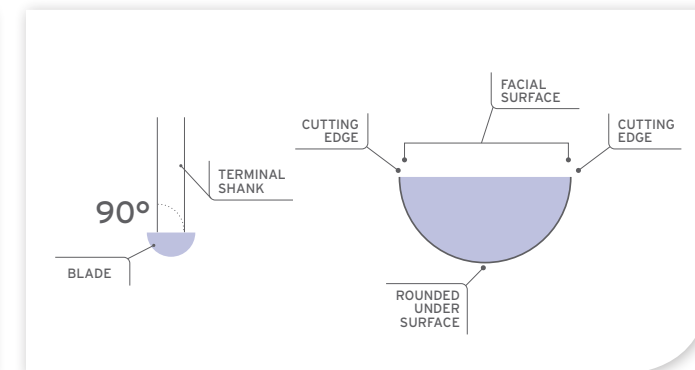 90°
TERMINAL
SHANK
BLADE
FACIAL
SURFACE
CUTTING
EDGE
CUTTING
EDGE
ROUNDED
UNDER
SURFACE